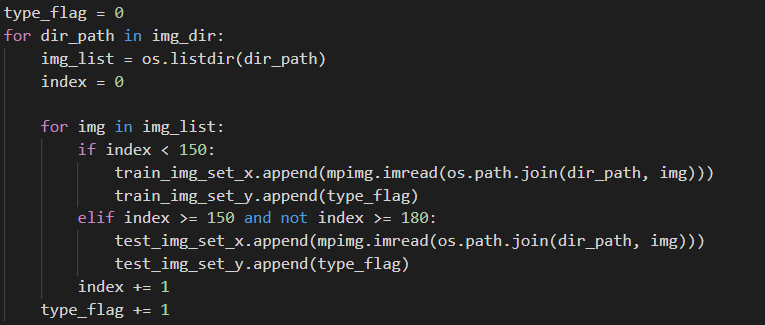 type_flag = 0
for dir_path in img_dir:
    img_list = os.listdir(dir_path)
    index = 0

    for img in img_list:
        if index < 150:
            train_img_set_x.append(mpimg.imread(os.path.join(dir_path, img)))
            train_img_set_y.append(type_flag)
        elif index >= 150 and not index >= 180:
            test_img_set_x.append(mpimg.imread(os.path.join(dir_path, img)))
            test_img_set_y.append(type_flag)
        index += 1
    type_flag += 1